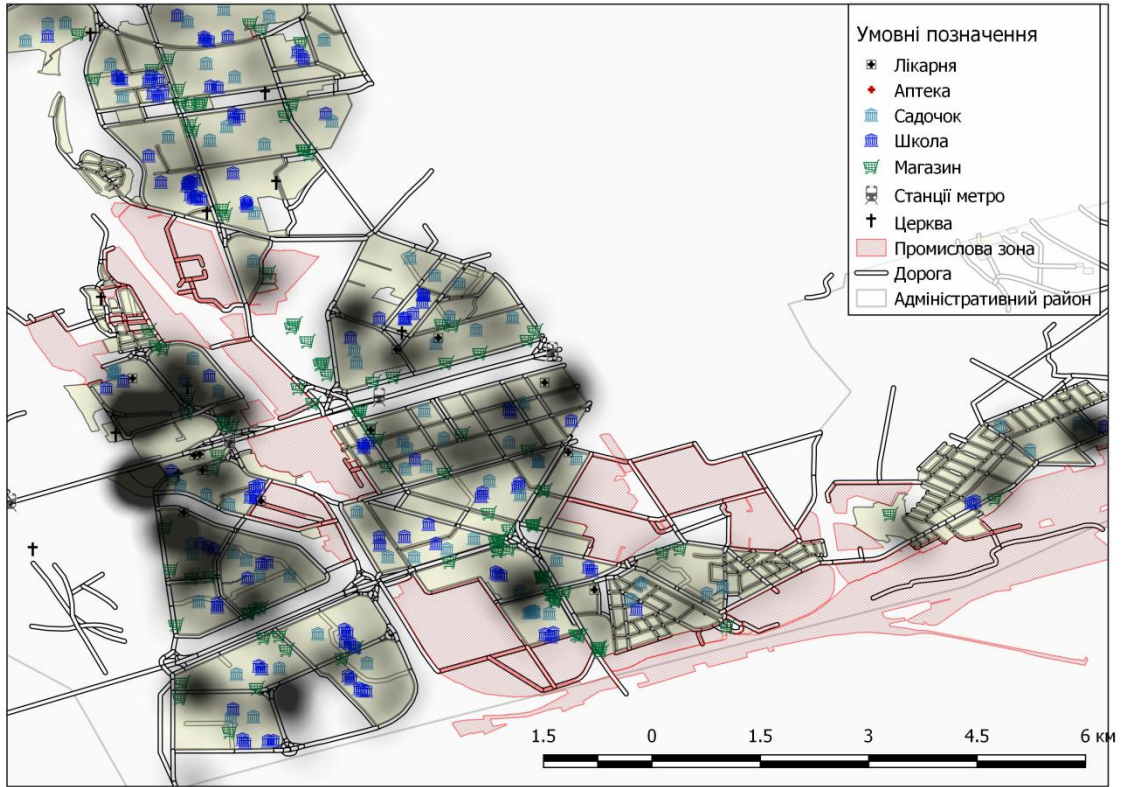 Умовні позначення
Лікарня
Аптека
Садочок
Школа
Магазин
Станції метро
Церква
Промислова зона
Дорога
Адміністративний район
1.5 0 1.5 3 4.5 6 км